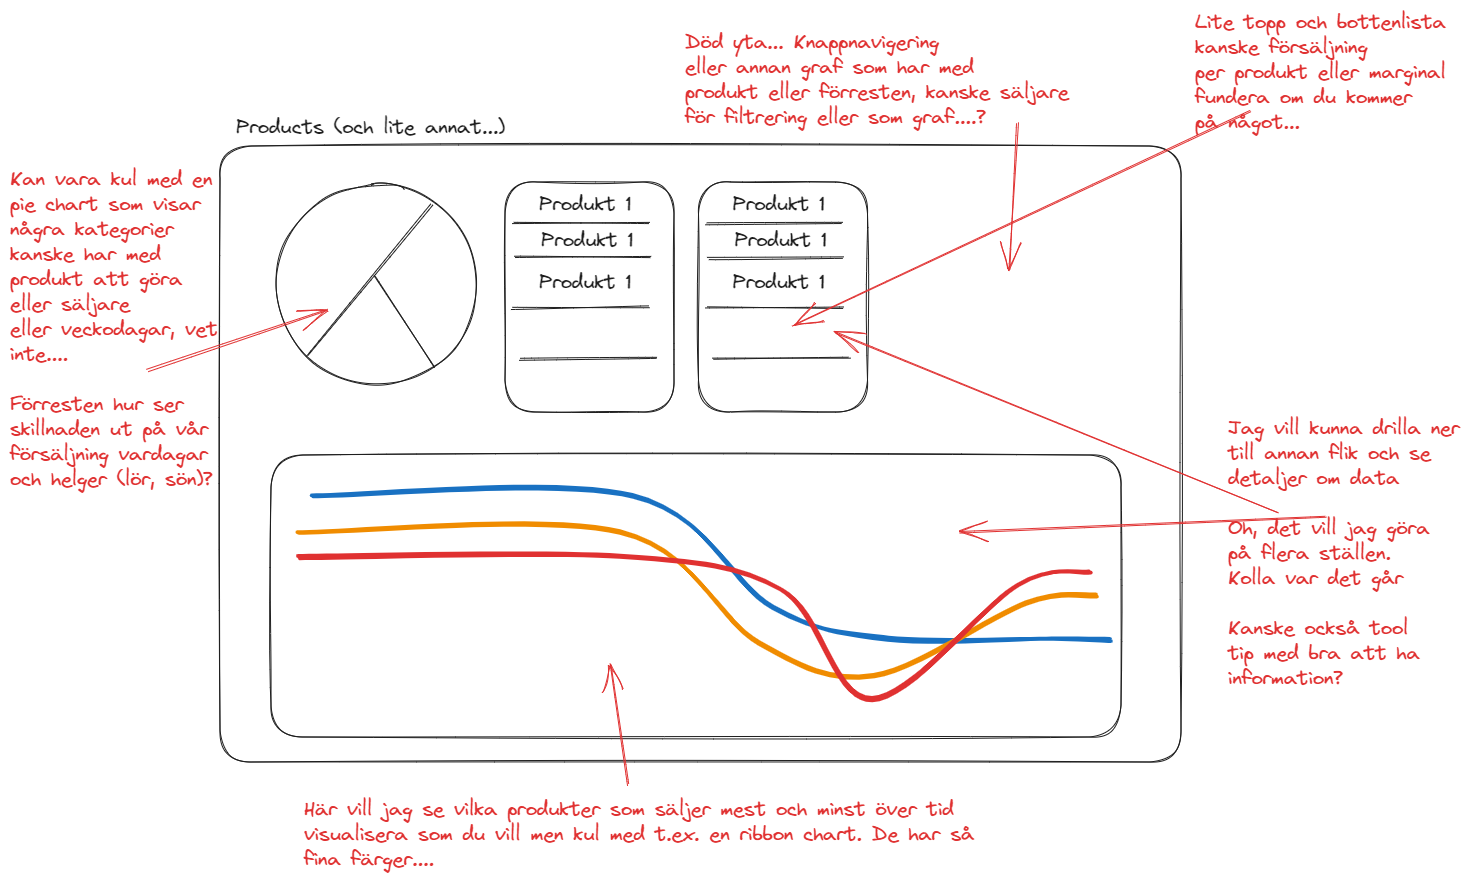 Lite topp och bottenlista
kanske försäljning
per produkt eller marginal
fundera om du kommer
på något...
Död yta... Knappnavigering
eller annan graf som har med
produkt eller förresten, kanske säljare
för filtrering eller som graf....?
Products (och lite annat...)
Kan vara kul med en
pie chart som visar
några kategorier
kanske har med
produkt att göra
eller säljare
eller veckodagar, vet
inte....
Förresten hur ser
skillnaden ut på vår
försäljning vardagar
och helger (lör, sön)?
Produkt 1
Produkt 1
Produkt 1
Produkt 1
Produkt 1
Produkt 1
Jag vill kunna drilla ner
till annan flik och se
detaljer om data
Oh, det vill jag göra
på flera ställen.
Kolla var det går
Kanske också tool
tip med bra att ha
information?
Här vill jag se vilka produkter som säljer mest och minst över tid
visualisera som du vill men kul med t.ex. en ribbon chart. De har så
fina färger....